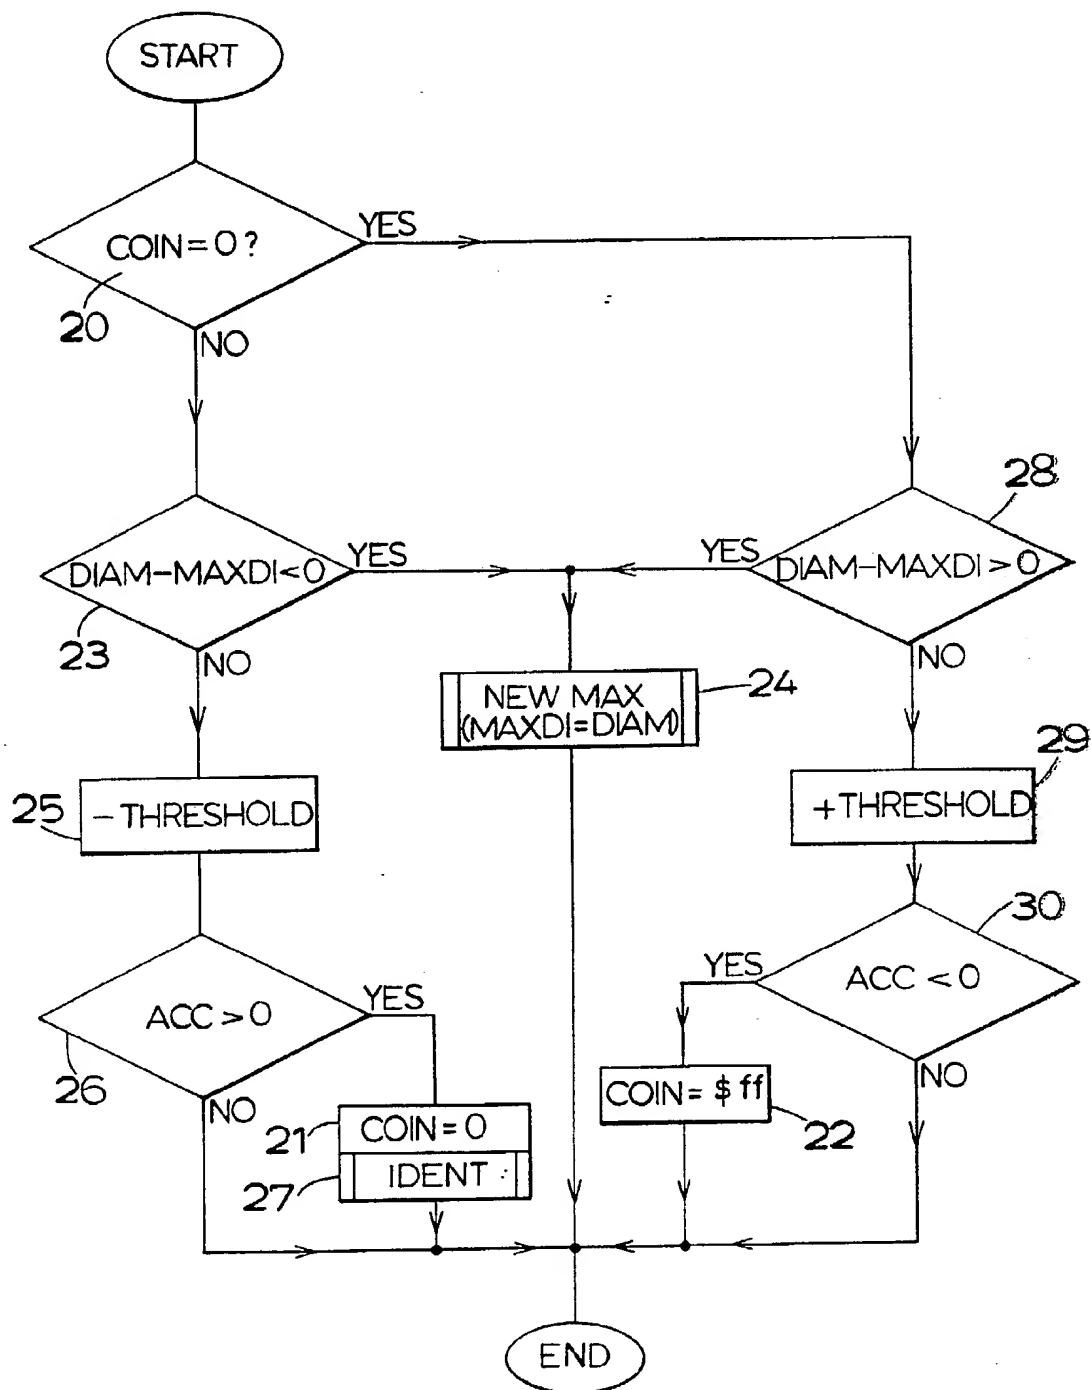 START
COIN=0?
YES
20
NO
28
DIAM-MAXDI<0
YES
YES
DIAM-MAXDI>0
23
NO
NO
NEW MAX
(MAXDI=DIAM)
24
29
25
-THRESHOLD
+THRESHOLD
30
YES
ACC<0
ACC>0
YES
26
NO
NO
COIN=$ff
22
21
COIN=0
27
IDENT
END